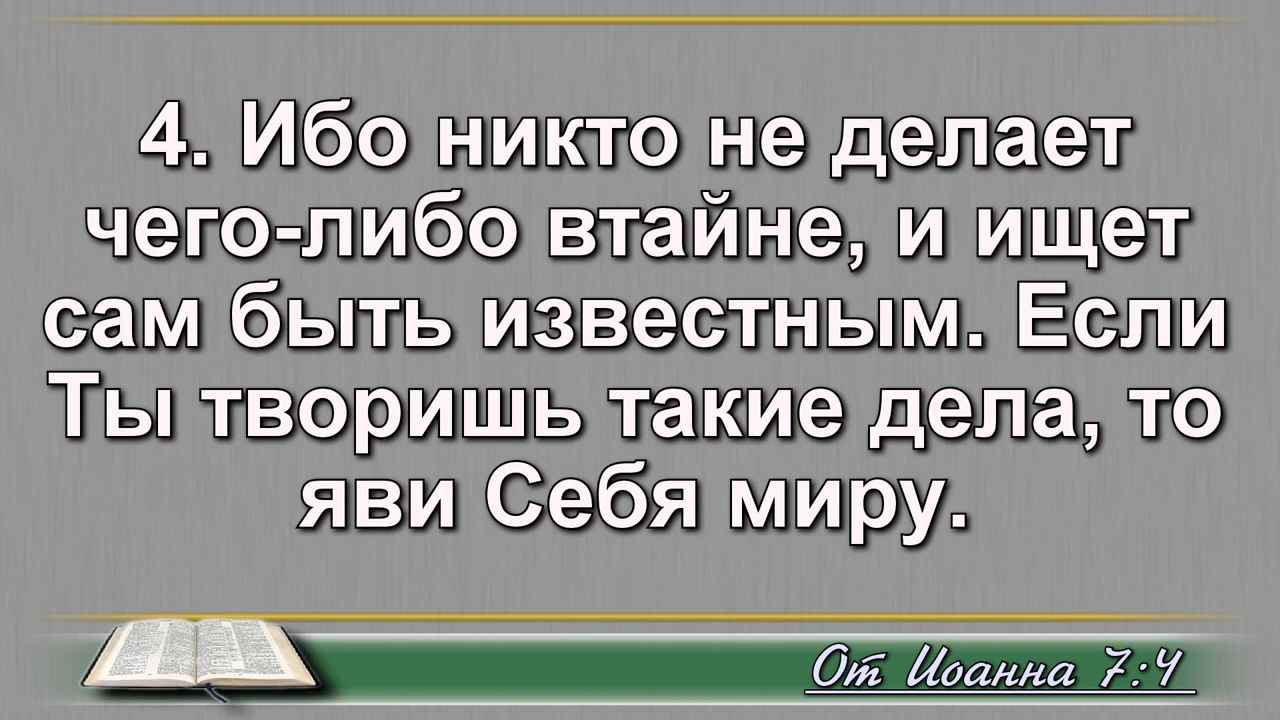 4. Ибо никто не делает
чего-либо втайне, и ищет
сам быть известным. Если
Ты творишь такие дела, то
яви Себя миру.
От Иоанна 7:4